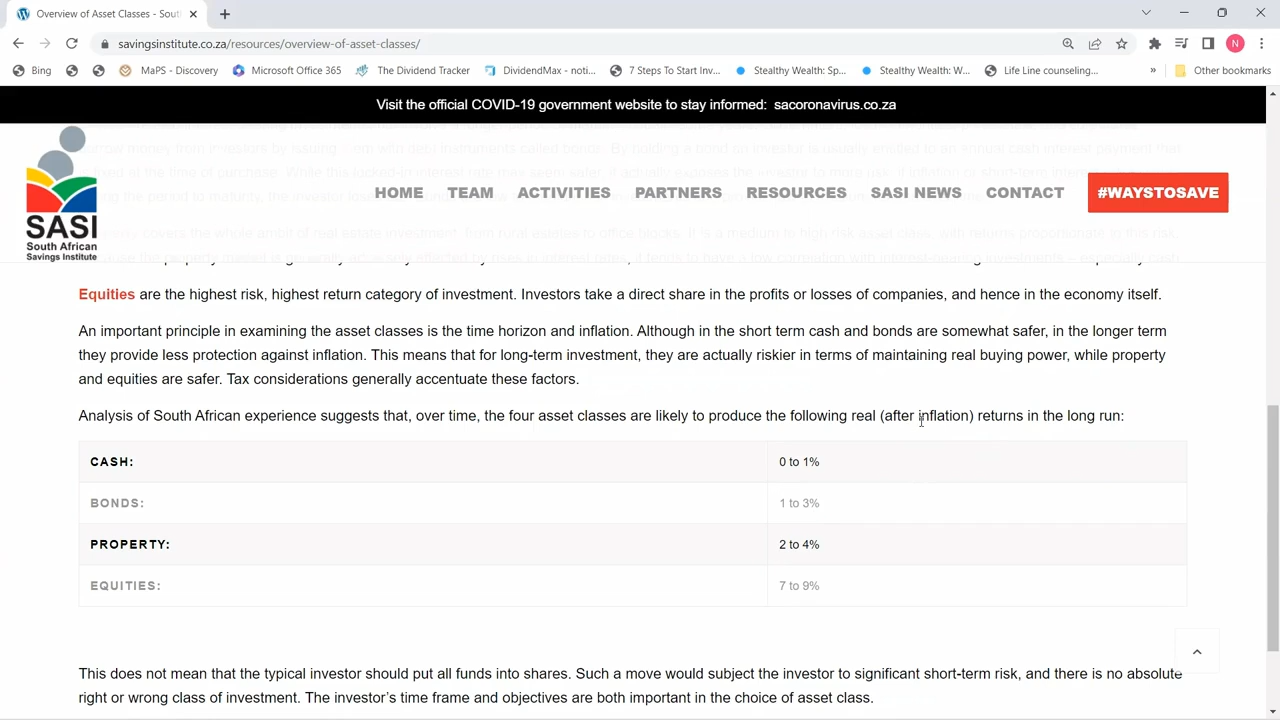 Overview of Asset Classes - Sout
savingsinstitute.co.za/resources/overview-of-asset-classes/
N
Bing
MaPS - Discovery
Microsoft Office 365
The Dividend Tracker
DividendMax - noti...
7 Steps To Start Inv...
Stealthy Wealth: Sp...
Stealthy Wealth: W...
Life Line counseling...
»
Other bookmarks
Visit the official COVID-19 government website to stay informed: sacoronavirus.co.za
SASI
South African
Savings Institute
HOME TEAM ACTIVITIES PARTNERS RESOURCES SASI NEWS CONTACT #WAYSTOSAVE
Equities are the highest risk, highest return category of investment. Investors take a direct share in the profits or losses of companies, and hence in the economy itself.
An important principle in examining the asset classes is the time horizon and inflation. Although in the short term cash and bonds are somewhat safer, in the longer term
they provide less protection against inflation. This means that for long-term investment, they are actually riskier in terms of maintaining real buying power, while property
and equities are safer. Tax considerations generally accentuate these factors.
Analysis of South African experience suggests that, over time, the four asset classes are likely to produce the following real (after inflation) returns in the long run:
CASH: 0 to 1%
BONDS: 1 to 3%
PROPERTY: 2 to 4%
EQUITIES: 7 to 9%
This does not mean that the typical investor should put all funds into shares. Such a move would subject the investor to significant short-term risk, and there is no absolute
right or wrong class of investment. The investor's time frame and objectives are both important in the choice of asset class.